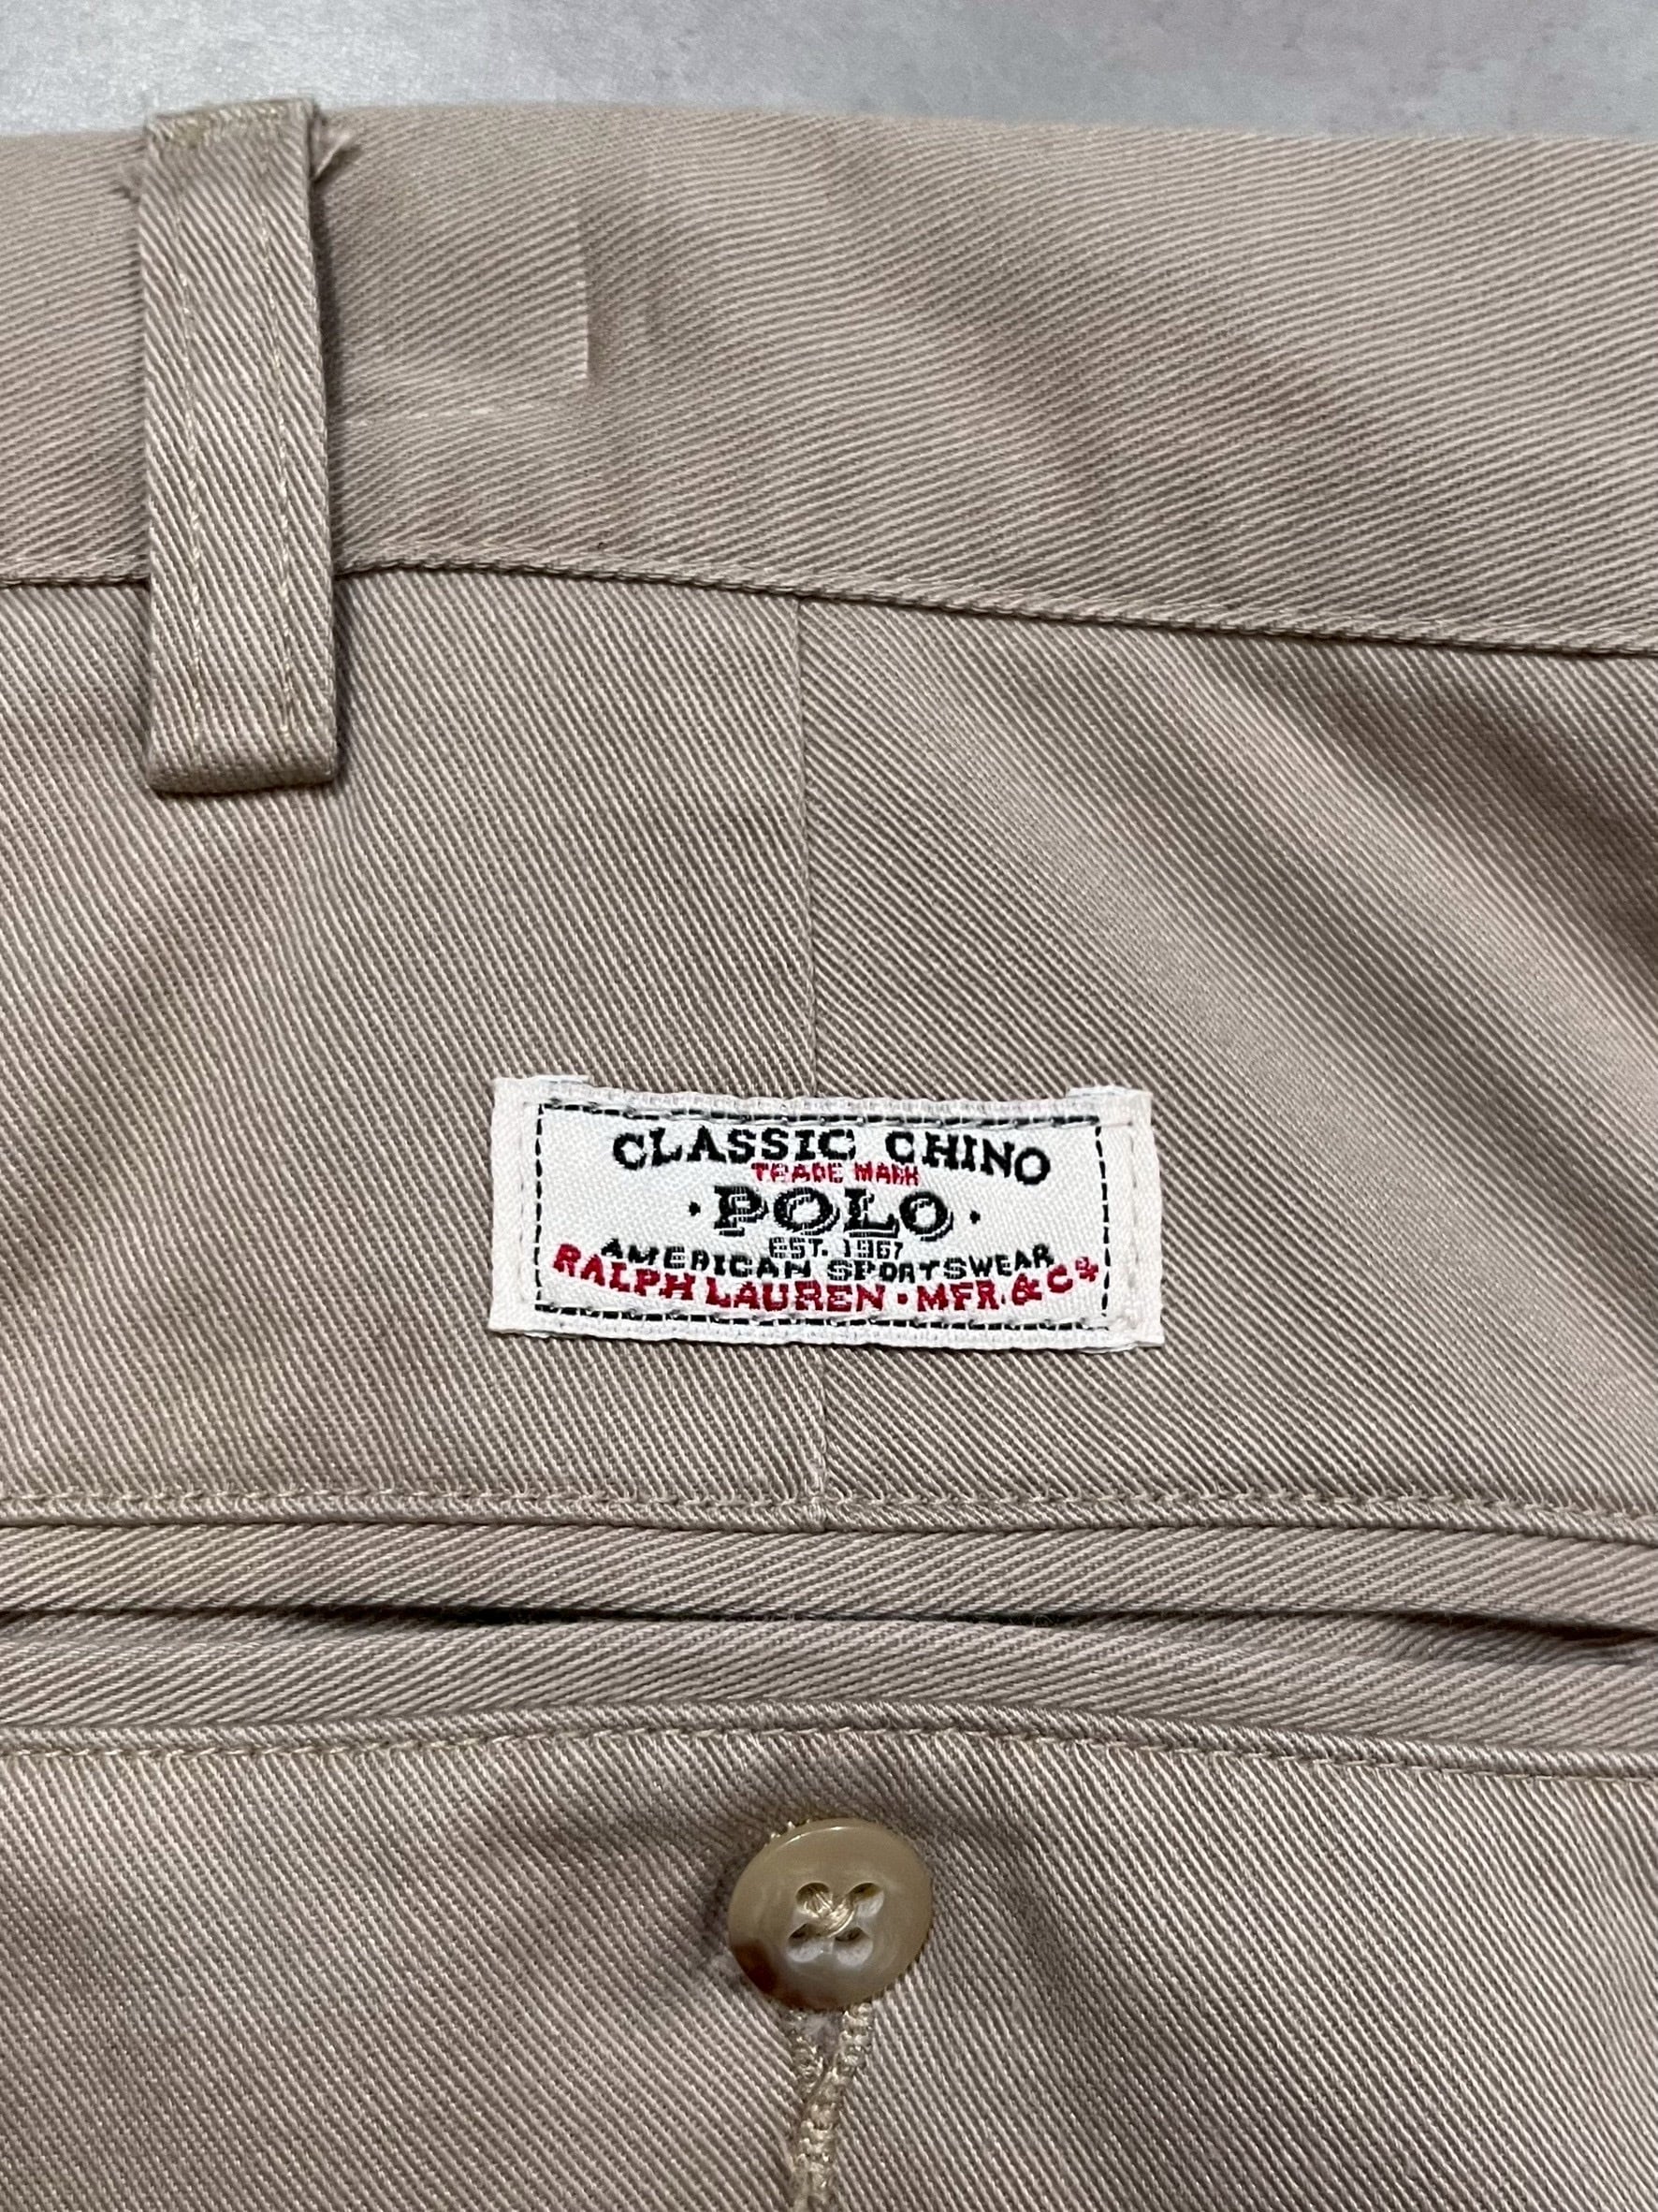 CLASSIC CHINO
TRADE MARK
·POLO·
EST. 1967
AMERICAN SPORTSWEAR
RALPH LAUREN · MFR. & Cº